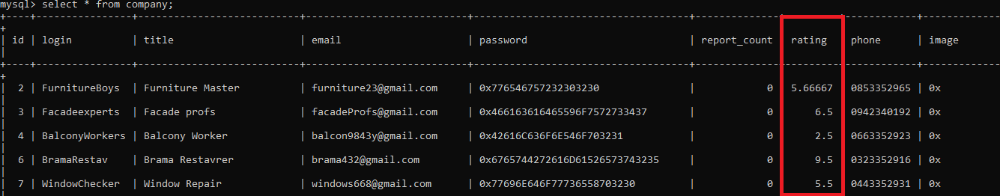 mysql> select * from company;
+----+----------------+--------------------------+--------------------------+-----------------------------------+--------------+---------+------------+------------
+
| id | login | title | email | password | report_count | rating | phone | image
|
+----+----------------+--------------------------+--------------------------+-----------------------------------+--------------+---------+------------+------------
+
| 2 | FurnitureBoys | Furniture Master | furniture23@gmail.com | 0x776546757232303230 | 0 | 5.66667 | 0853352965 | 0x
|
| 3 | Facadeexperts | Facade profs | facadeProfs@gmail.com | 0x466163616465596F7572733437 | 0 | 6.5 | 0942340192 | 0x
|
| 4 | BalconyWorkers | Balcony Worker | balcon9843y@gmail.com | 0x42616C636F6E546F703231 | 0 | 2.5 | 0663352923 | 0x
|
| 6 | BramaRestav | Brama Restavrer | brama432@gmail.com | 0x6765744272616D61526573743235 | 0 | 9.5 | 0323352916 | 0x
|
| 7 | WindowChecker | Window Repair | windows668@gmail.com | 0x77696E646F77736558703230 | 0 | 5.5 | 0443352931 | 0x
|